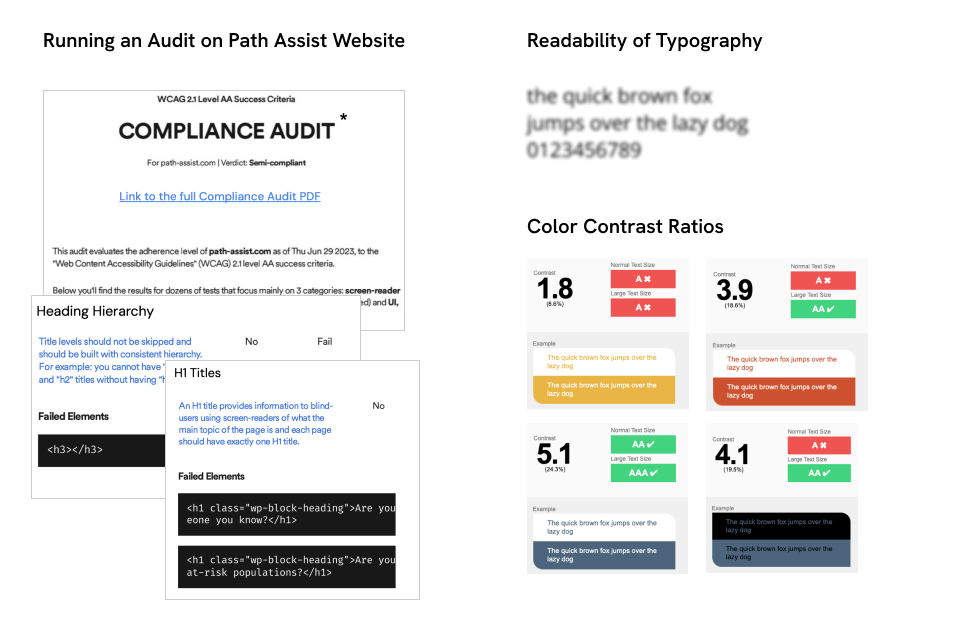 Running an Audit on Path Assist Website
WCAG 2.1 Level AA Success Criteria
COMPLIANCE AUDIT *
For path-assist.com | Verdict: Semi-compliant
Link to the full Compliance Audit PDF
This audit evaluates the adherence level of path-assist.com as of Thu Jun 29 2023, to the
"Web Content Accessibility Guidelines" (WCAG) 2.1 level AA success criteria.
Below you'll find the results for dozens of tests that focus mainly on 3 categories: screen-reader
ed) and UI,
Heading Hierarchy
Title levels should not be skipped and
should be built with consistent hierarchy.
For example: you cannot have "
and "h2" titles without having "h
No
Fail
Failed Elements
<h3></h3>
H1 Titles
An H1 title provides information to blind-
users using screen-readers of what the
main topic of the page is and each page
should have exactly one H1 title.
No
Failed Elements
<h1 class="wp-block-heading">Are you
eone you know?</h1>
<h1 class="wp-block-heading">Are you
at-risk populations?</h1>
Readability of Typography
the quick brown fox
jumps over the lazy dog
0123456789
Color Contrast Ratios
Contrast
1.8
(8.6%)
Normal Text Size
A ✖
Large Text Size
A ✖
Example
The quick brown fox jumps over the
lazy dog
The quick brown fox jumps over the
lazy dog
Contrast
3.9
(18.6%)
Normal Text Size
A ✖
Large Text Size
AA ✔
Example
The quick brown fox jumps over the
lazy dog
The quick brown fox jumps over the
lazy dog
Contrast
5.1
(24.3%)
Normal Text Size
AA ✔
Large Text Size
AAA ✔
Example
The quick brown fox jumps over the
lazy dog
The quick brown fox jumps over the
lazy dog
Contrast
4.1
(19.5%)
Normal Text Size
A ✖
Large Text Size
AA ✔
Example
The quick brown fox jumps over the
lazy dog
The quick brown fox jumps over the
lazy dog